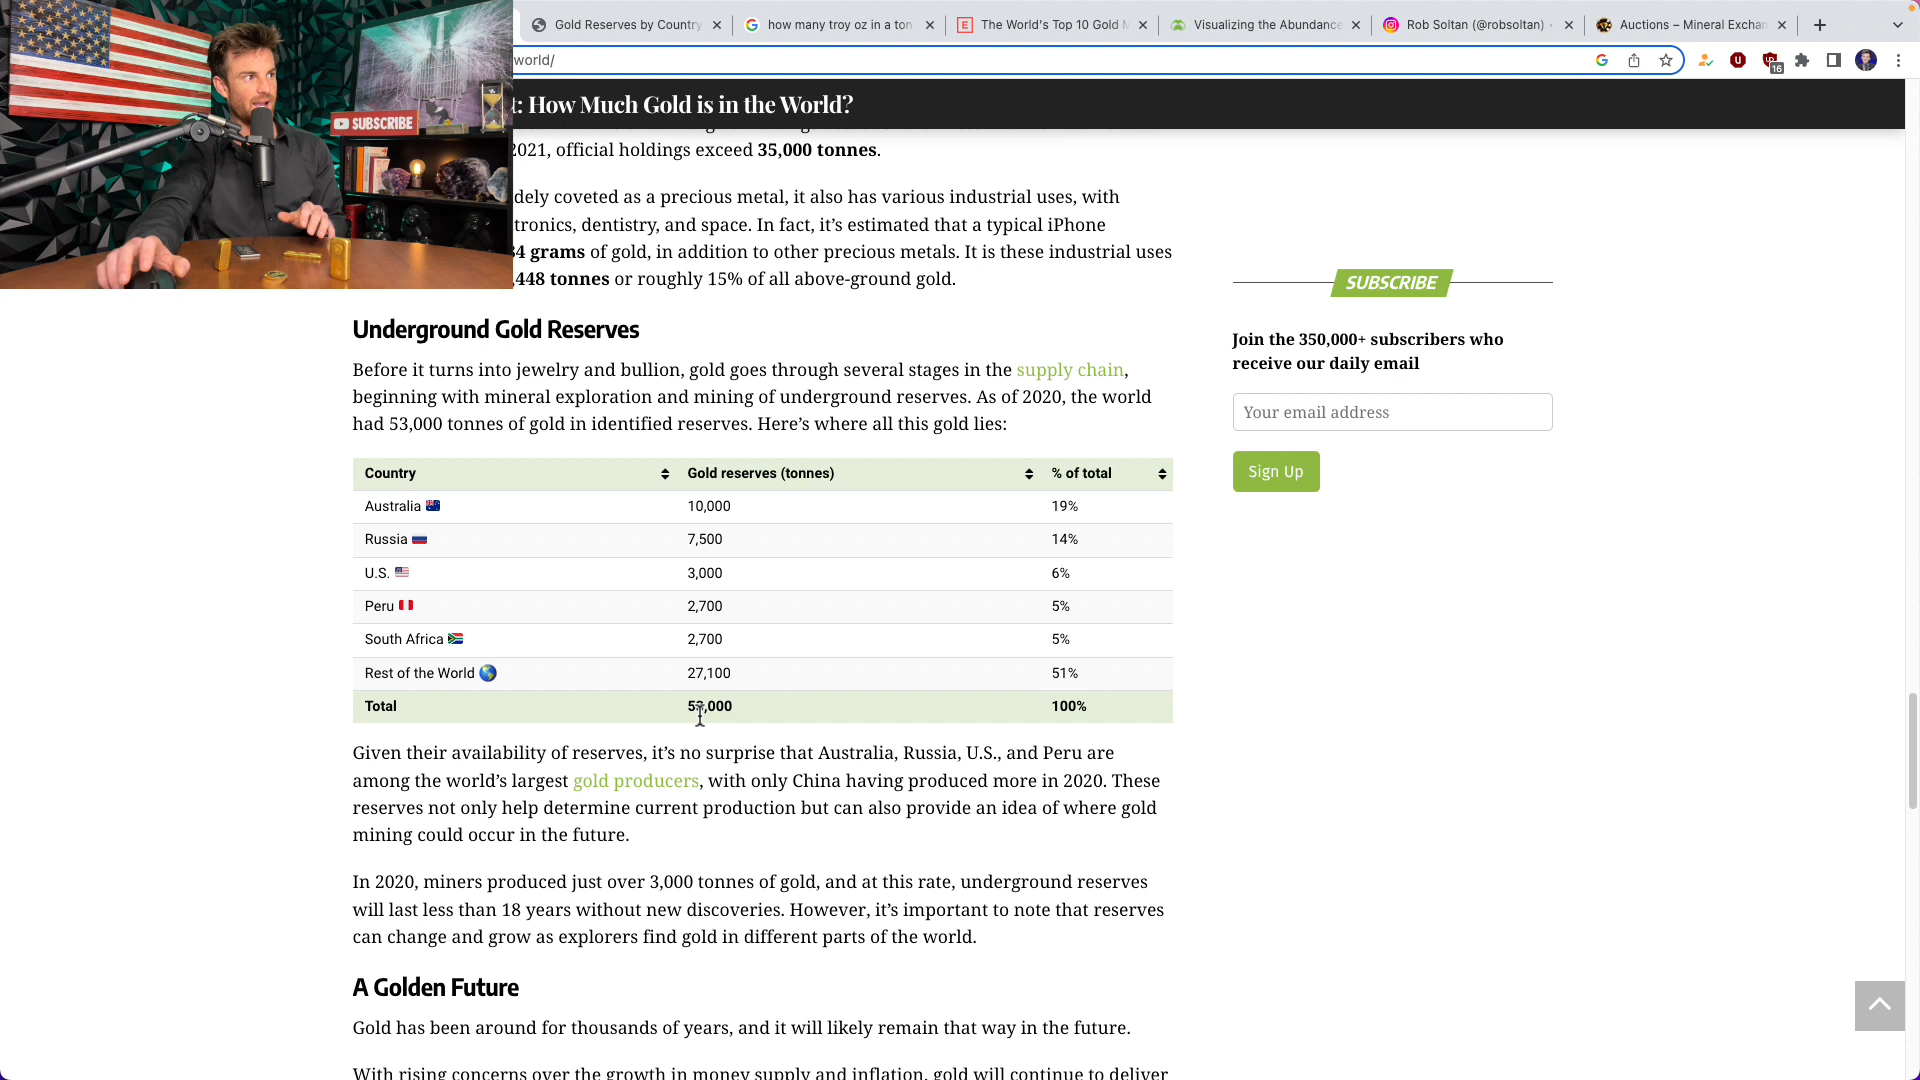 Gold Reserves by Country
how many troy oz in a ton
The World's Top 10 Gold M
Visualizing the Abundance
Rob Soltan (@robsoltan)
Auctions – Mineral Exchan
world/
16
t: How Much Gold is in the World?
SUBSCRIBE
2021, official holdings exceed 35,000 tonnes.
dely coveted as a precious metal, it also has various industrial uses, with
tronics, dentistry, and space. In fact, it's estimated that a typical iPhone
34 grams of gold, in addition to other precious metals. It is these industrial uses
,448 tonnes or roughly 15% of all above-ground gold.
SUBSCRIBE
Join the 350,000+ subscribers who
receive our daily email
Your email address
Sign Up
Underground Gold Reserves
Before it turns into jewelry and bullion, gold goes through several stages in the supply chain,
beginning with mineral exploration and mining of underground reserves. As of 2020, the world
had 53,000 tonnes of gold in identified reserves. Here's where all this gold lies:
Country Gold reserves (tonnes) % of total
Australia 10,000 19%
Russia 7,500 14%
U.S. 3,000 6%
Peru 2,700 5%
South Africa 2,700 5%
Rest of the World 27,100 51%
Total 53,000 100%
Given their availability of reserves, it's no surprise that Australia, Russia, U.S., and Peru are
among the world's largest gold producers, with only China having produced more in 2020. These
reserves not only help determine current production but can also provide an idea of where gold
mining could occur in the future.
In 2020, miners produced just over 3,000 tonnes of gold, and at this rate, underground reserves
will last less than 18 years without new discoveries. However, it's important to note that reserves
can change and grow as explorers find gold in different parts of the world.
A Golden Future
Gold has been around for thousands of years, and it will likely remain that way in the future.
With rising concerns over the growth in money supply and inflation, gold will continue to deliver